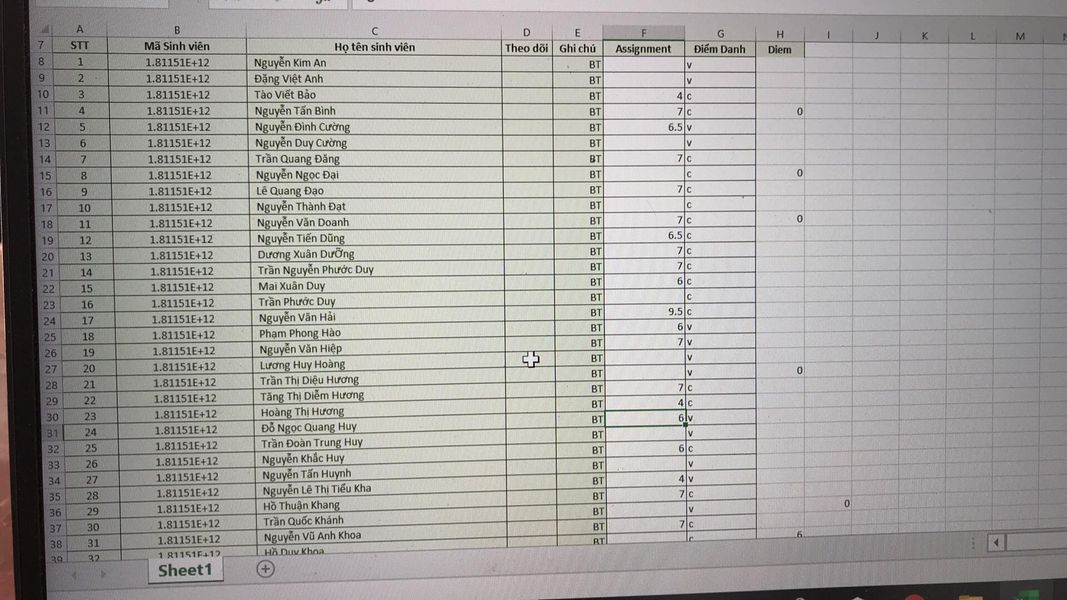 A B C D E F G H I J K L M
7 STT Mã Sinh viên Họ tên sinh viên Theo dõi Ghi chú Assignment Điểm Danh Diem
8 1 1.81151E+12 Nguyễn Kim An BT v
9 2 1.81151E+12 Đặng Việt Anh BT v
10 3 1.81151E+12 Tào Viết Bảo BT 4 c
11 4 1.81151E+12 Nguyễn Tấn Bình BT 7 c 0
12 5 1.81151E+12 Nguyễn Đình Cường BT 6.5 v
13 6 1.81151E+12 Nguyễn Duy Cường BT v
14 7 1.81151E+12 Trần Quang Đăng BT 7 c
15 8 1.81151E+12 Nguyễn Ngọc Đại BT c 0
16 9 1.81151E+12 Lê Quang Đạo BT 7 c
17 10 1.81151E+12 Nguyễn Thành Đạt BT c
18 11 1.81151E+12 Nguyễn Văn Doanh BT 7 c 0
19 12 1.81151E+12 Nguyễn Tiến Dũng BT 6.5 c
20 13 1.81151E+12 Dương Xuân DưỠng BT 7 c
21 14 1.81151E+12 Trần Nguyễn Phước Duy BT 7 c
22 15 1.81151E+12 Mai Xuân Duy BT 6 c
23 16 1.81151E+12 Trần Phước Duy BT c
24 17 1.81151E+12 Nguyễn Văn Hải BT 9.5 c
25 18 1.81151E+12 Phạm Phong Hào BT 6 v
26 19 1.81151E+12 Nguyễn Văn Hiệp BT 7 v
27 20 1.81151E+12 Lương Huy Hoàng BT v
28 21 1.81151E+12 Trần Thị Diệu Hương BT v 0
29 22 1.81151E+12 Tăng Thị Diễm Hương BT 7 c
30 23 1.81151E+12 Hoàng Thị Hương BT 4 c
31 24 1.81151E+12 Đỗ Ngọc Quang Huy BT 6 v
32 25 1.81151E+12 Trần Đoàn Trung Huy BT v
33 26 1.81151E+12 Nguyễn Khắc Huy BT 6 c
34 27 1.81151E+12 Nguyễn Tấn Huynh BT v
35 28 1.81151E+12 Nguyễn Lê Thị Tiểu Kha BT 4 v
36 29 1.81151E+12 Hồ Thuận Khang BT 7 c
37 30 1.81151E+12 Trần Quốc Khánh BT v 0
38 31 1.81151E+12 Nguyễn Vũ Anh Khoa BT 7 c
39 32 1.81151E+12 Hồ Duy Khoa BT c 6
Sheet1